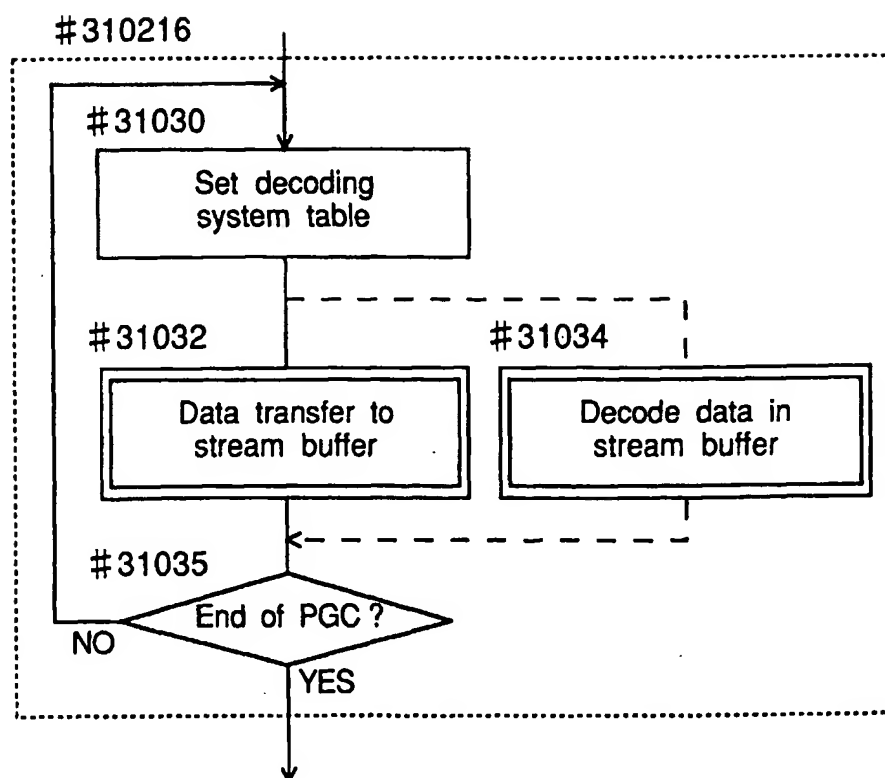 #310216
#31030
Set decoding
system table
#31032
#31034
Data transfer to
stream buffer
Decode data in
stream buffer
#31035
End of PGC?
NO
YES